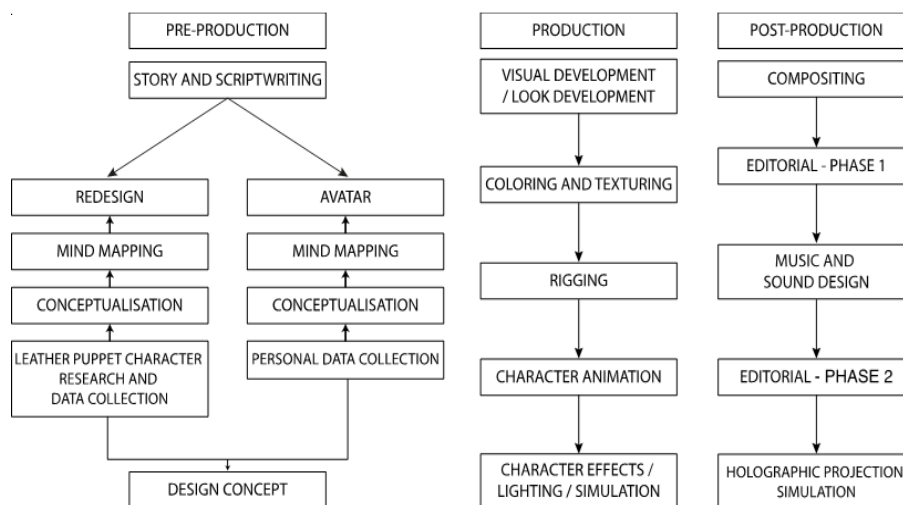 PRE-PRODUCTION
STORY AND SCRIPTWRITING
REDESIGN
AVATAR
MIND MAPPING
MIND MAPPING
CONCEPTUALISATION
CONCEPTUALISATION
LEATHER PUPPET CHARACTER
RESEARCH AND
DATA COLLECTION
PERSONAL DATA COLLECTION
DESIGN CONCEPT
PRODUCTION
VISUAL DEVELOPMENT
/ LOOK DEVELOPMENT
COLORING AND TEXTURING
RIGGING
CHARACTER ANIMATION
CHARACTER EFFECTS /
LIGHTING / SIMULATION
POST-PRODUCTION
COMPOSITING
EDITORIAL - PHASE 1
MUSIC AND
SOUND DESIGN
EDITORIAL - PHASE 2
HOLOGRAPHIC PROJECTION
SIMULATION